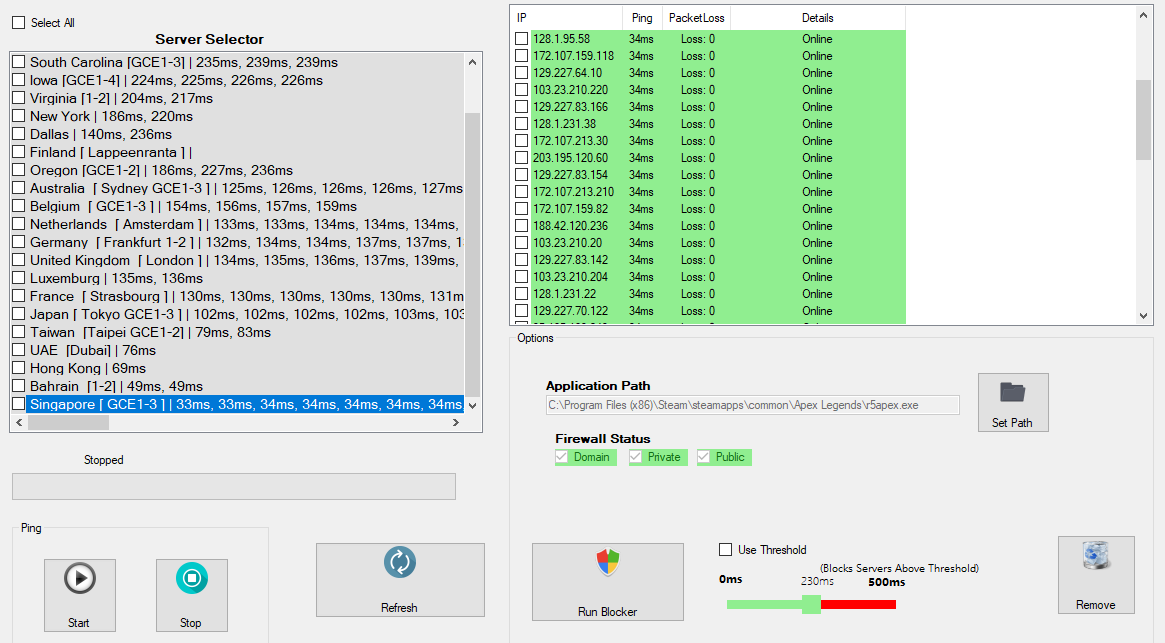 Select All
Server Selector
South Carolina [GCE1-3] | 235ms, 239ms, 239ms
Iowa [GCE1-4] | 224ms, 225ms, 226ms, 226ms
Virginia [1-2] | 204ms, 217ms
New York | 186ms, 220ms
Dallas | 140ms, 236ms
Finland [ Lappeenranta ] |
Oregon [GCE1-2] | 186ms, 227ms, 236ms
Australia [ Sydney GCE1-3 ] | 125ms, 126ms, 126ms, 126ms, 127ms
Belgium [ GCE1-3 ] | 154ms, 156ms, 157ms, 159ms
Netherlands [ Amsterdam ] | 133ms, 133ms, 134ms, 134ms, 134ms,
Germany [ Frankfurt 1-2 ] | 132ms, 134ms, 134ms, 137ms, 137ms,
United Kingdom [ London ] | 134ms, 135ms, 136ms, 137ms, 139ms,
Luxemburg | 135ms, 136ms
France [ Strasbourg ] | 130ms, 130ms, 130ms, 130ms, 130ms, 131m
Japan [ Tokyo GCE1-3 ] | 102ms, 102ms, 102ms, 102ms, 103ms, 103
Taiwan [Taipei GCE1-2] | 79ms, 83ms
UAE [Dubai] | 76ms
Hong Kong | 69ms
Bahrain [1-2] | 49ms, 49ms
Singapore [ GCE1-3 ] | 33ms, 33ms, 34ms, 34ms, 34ms, 34ms, 34ms
Stopped
Ping
Start
Stop
Refresh
IP Ping PacketLoss Details
128.1.95.58 34ms Loss: 0 Online
172.107.159.118 34ms Loss: 0 Online
129.227.64.10 34ms Loss: 0 Online
103.23.210.220 34ms Loss: 0 Online
129.227.83.166 34ms Loss: 0 Online
128.1.231.38 34ms Loss: 0 Online
172.107.213.30 34ms Loss: 0 Online
203.195.120.60 34ms Loss: 0 Online
129.227.83.154 34ms Loss: 0 Online
172.107.213.210 34ms Loss: 0 Online
172.107.159.82 34ms Loss: 0 Online
188.42.120.236 34ms Loss: 0 Online
103.23.210.20 34ms Loss: 0 Online
129.227.83.142 34ms Loss: 0 Online
103.23.210.204 34ms Loss: 0 Online
128.1.231.22 34ms Loss: 0 Online
129.227.70.122 34ms Loss: 0 Online
Options
Application Path
C:\Program Files (x86)\Steam\steamapps\common\Apex Legends\r5apex.exe
Set Path
Firewall Status
Domain Private Public
Run Blocker
Use Threshold
(Blocks Servers Above Threshold)
0ms 230ms 500ms
Remove